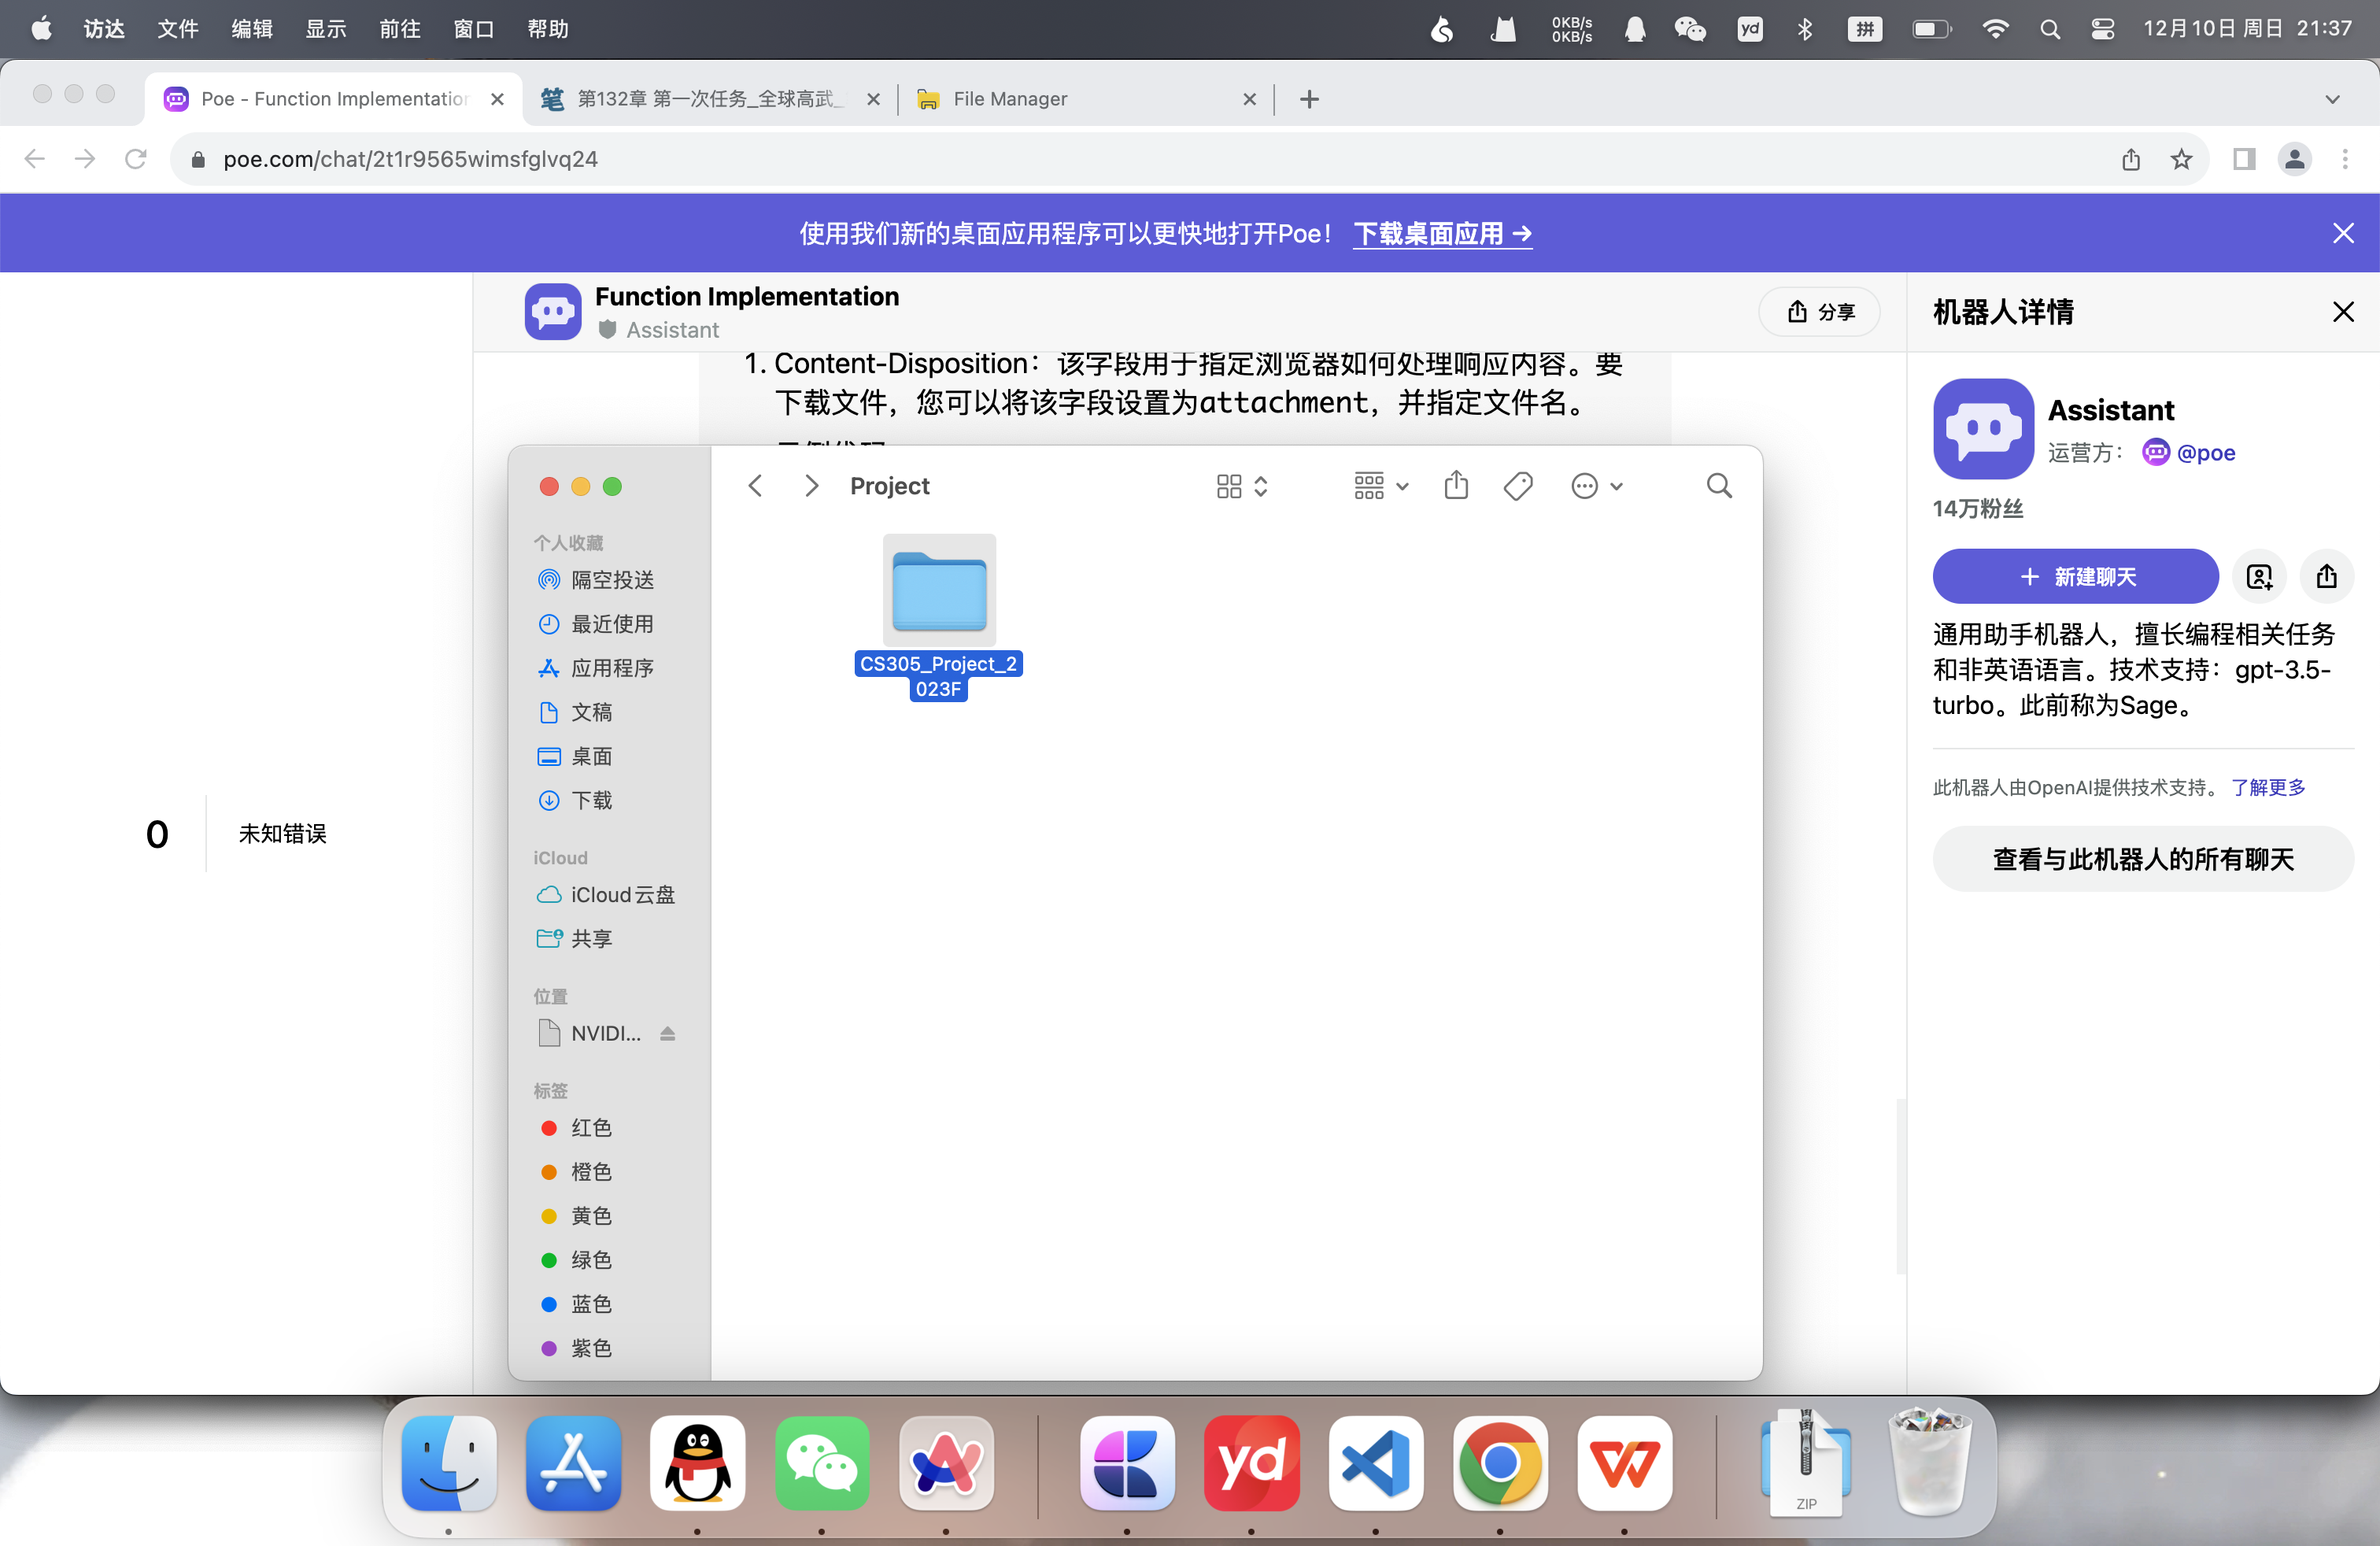 访达 文件 编辑 显示 前往 窗口 帮助
0KB/s
0KB/s
yd
拼
12月10日 周日 21:37
Poe - Function Implementation
笔 第132章 第一次任务_全球高武_
File Manager
poe.com/chat/2t1r9565wimsfglvq24
使用我们新的桌面应用程序可以更快地打开Poe！ 下载桌面应用 →
Function Implementation
Assistant
分享
机器人详情
1. Content-Disposition：该字段用于指定浏览器如何处理响应内容。要
下载文件，您可以将该字段设置为attachment，并指定文件名。
Project
CS305_Project_2
023F
个人收藏
隔空投送
最近使用
应用程序
文稿
桌面
下载
iCloud
iCloud云盘
共享
位置
NVIDI...
标签
红色
橙色
黄色
绿色
蓝色
紫色
0 未知错误
Assistant
运营方： @poe
14万粉丝
新建聊天
通用助手机器人，擅长编程相关任务
和非英语语言。技术支持：gpt-3.5-
turbo。此前称为Sage。
此机器人由OpenAI提供技术支持。 了解更多
查看与此机器人的所有聊天
yd
ZIP